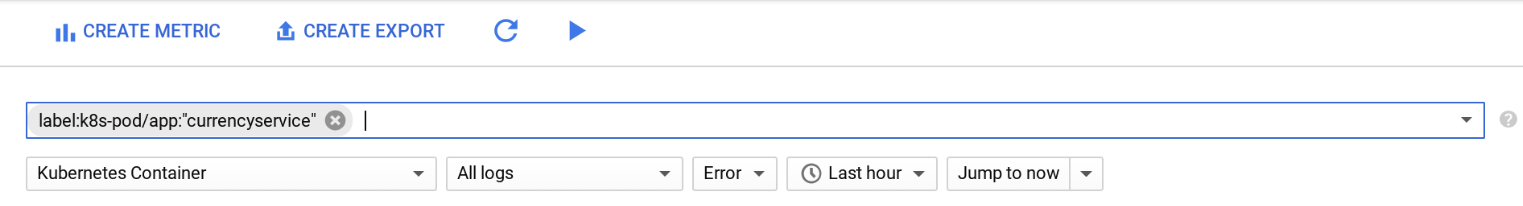 CREATE METRIC CREATE EXPORT
label:k8s-pod/app:"currencyservice"
Kubernetes Container All logs Error Last hour Jump to now